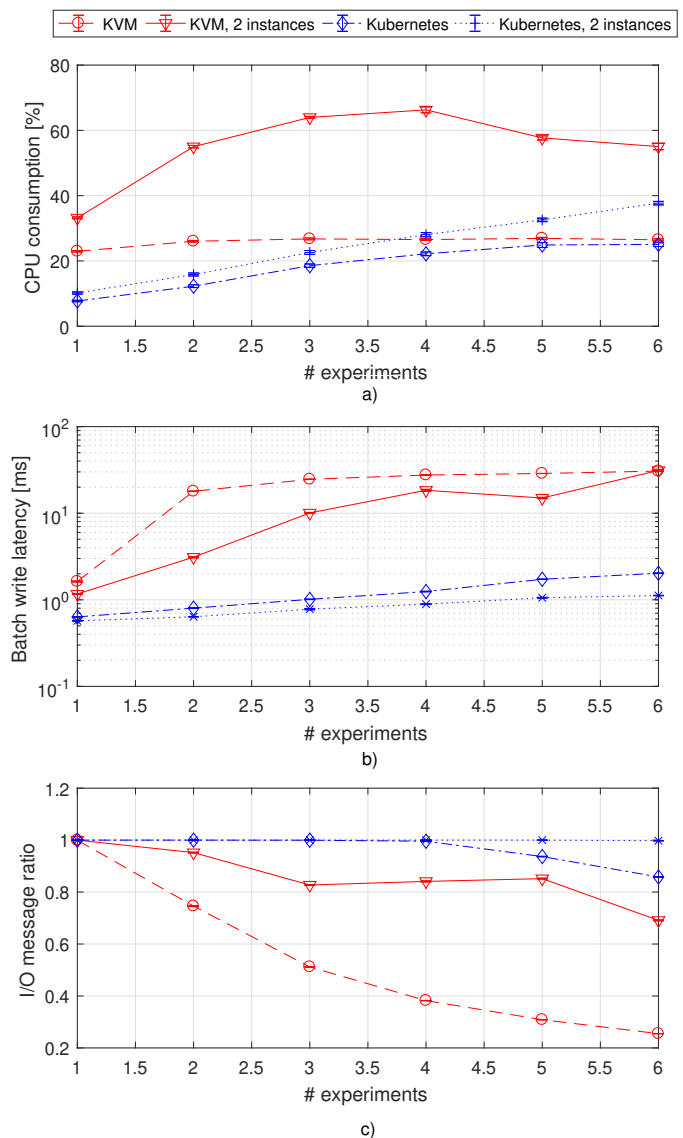 KVM KVM, 2 instances Kubernetes Kubernetes, 2 instances
80
60
40
20
0
CPU consumption [%]
1 1.5 2 2.5 3 3.5 4 4.5 5 5.5 6
# experiments
a)
10^2
10^1
10^0
10^-1
Batch write latency [ms]
1 1.5 2 2.5 3 3.5 4 4.5 5 5.5 6
# experiments
b)
1.2
1
0.8
0.6
0.4
0.2
I/O message ratio
1 1.5 2 2.5 3 3.5 4 4.5 5 5.5 6
# experiments
c)